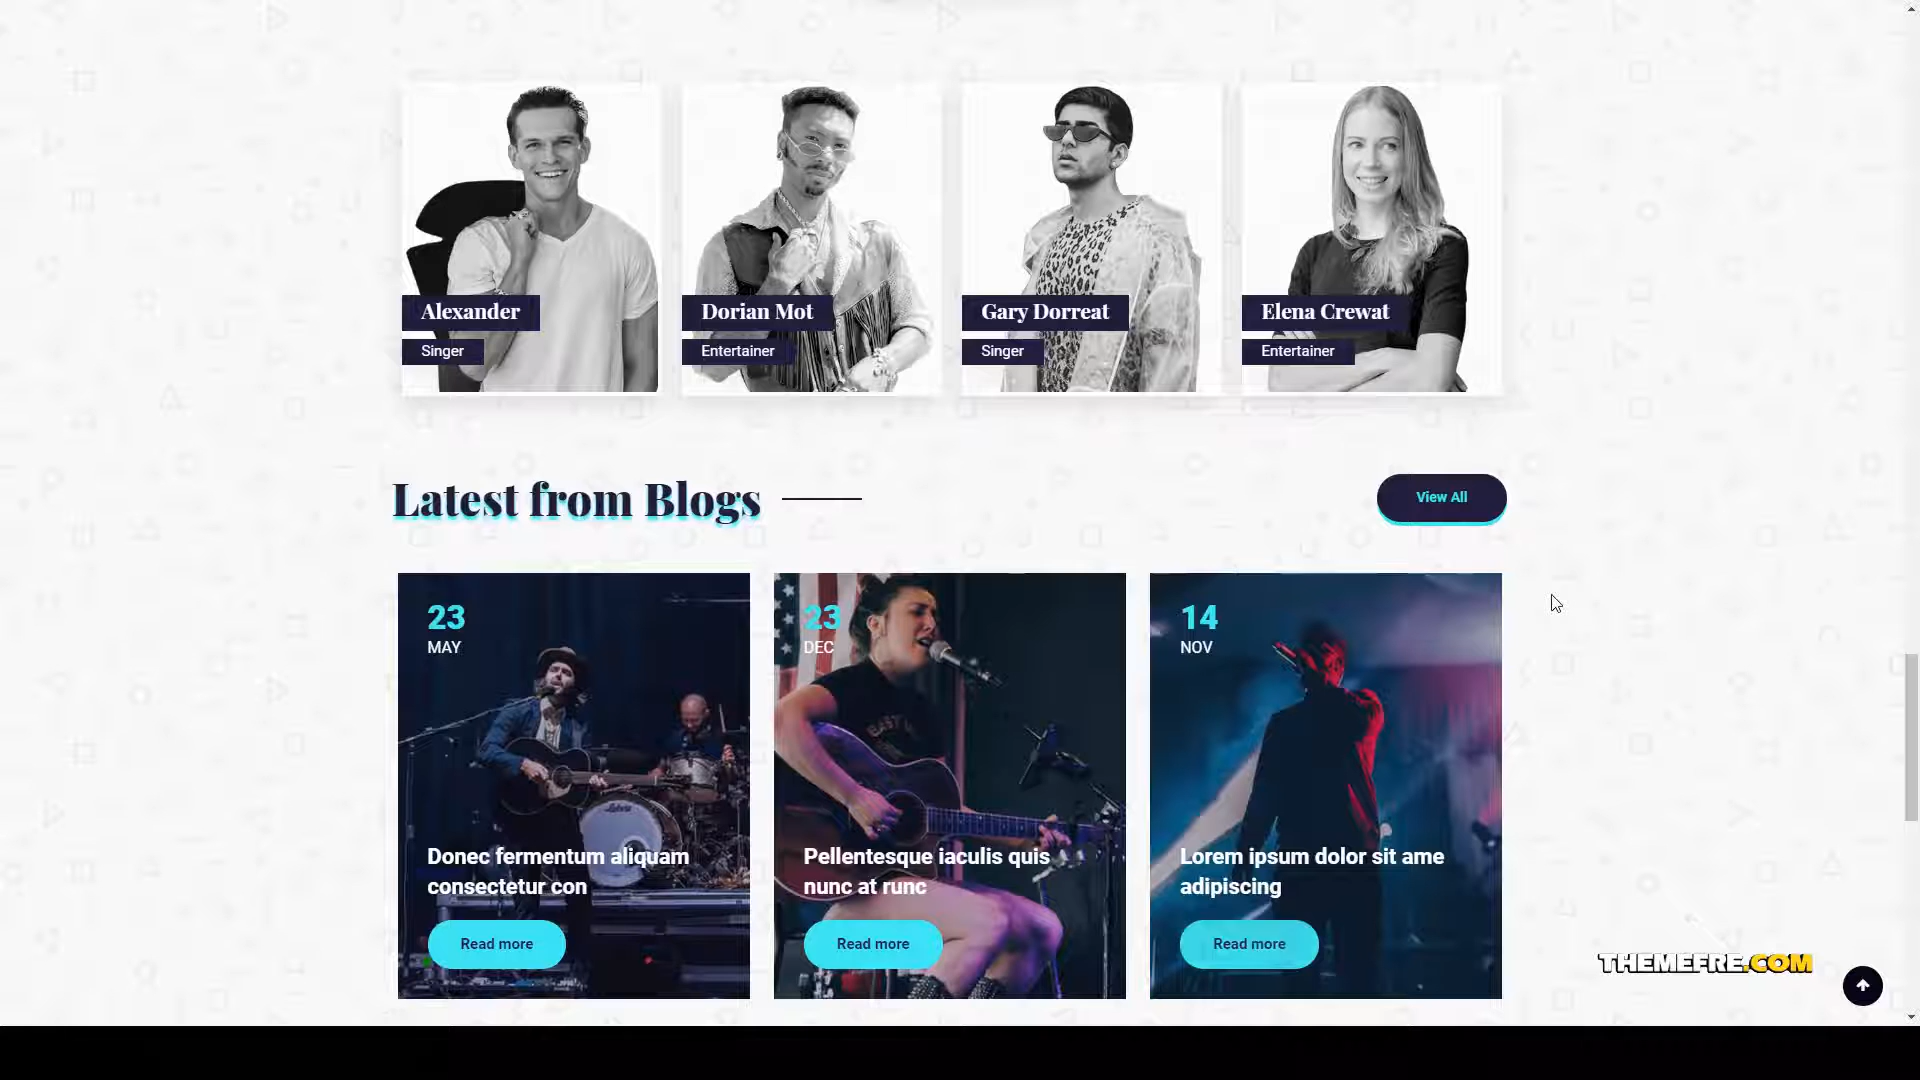 Alexander
Singer
Dorian Mot
Entertainer
Gary Dorreat
Singer
Elena Crewat
Entertainer
Latest from Blogs
View All
23
MAY
Donec fermentum aliquam
consectetur con
Read more
23
DEC
Pellentesque iaculis quis
nunc at runc
Read more
14
NOV
Lorem ipsum dolor sit ame
adipiscing
Read more
THEMEFRE.COM